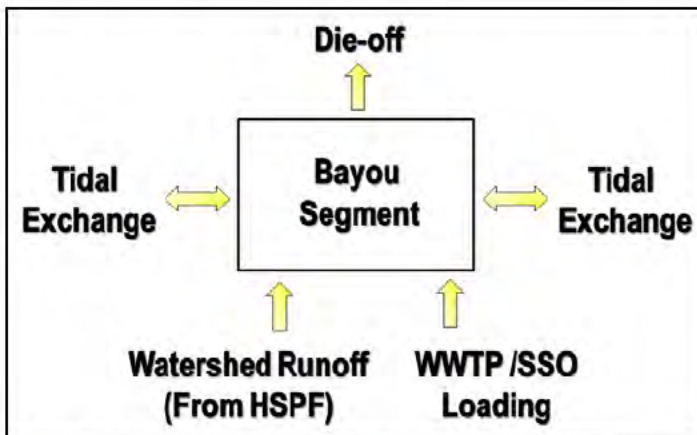 Die-off
Tidal
Exchange
Bayou
Segment
Tidal
Exchange
Watershed Runoff
(From HSPF)
WWTP /SSO
Loading